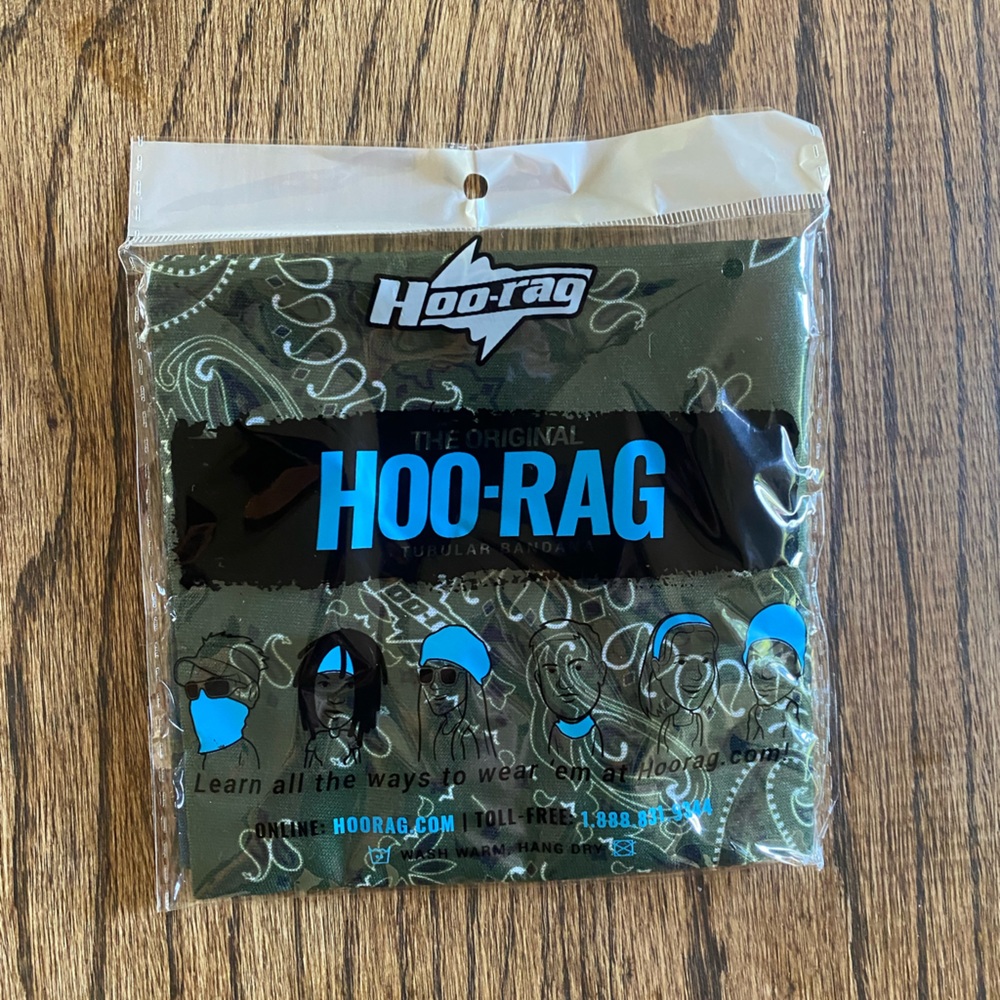 Hoo-rag
THE ORIGINAL
HOO-RAG
TUBULAR BANDANA
Learn all the ways to wear 'em at Hoorag.com!
ONLINE: HOORAG.COM | TOLL-FREE:
WASH WARM, HANG DRY